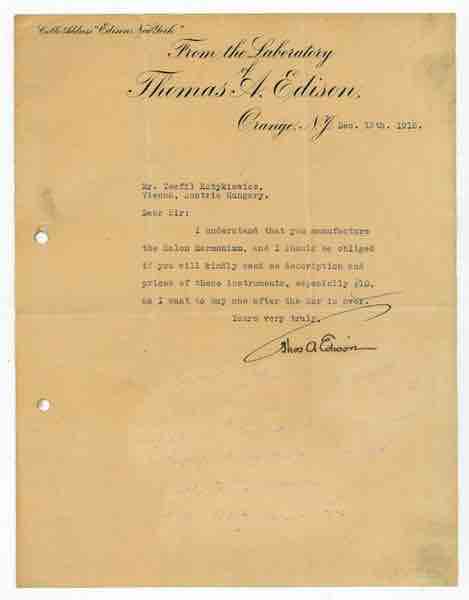 Cable Address "Edison, New York"
From the Laboratory
of
Thomas A. Edison,
Orange, N.J. Dec. 13th. 1915.
Mr. Teofil Kotykiewicz,
Vienna, Austria Hungary.
Dear Sir:
I understand that you manufacture
the Salon Harmonium, and I should be obliged
if you will kindly send me description and
prices of these instruments, especially #10,
as I want to buy one after the war is over.
Yours very truly,
Thos A Edison